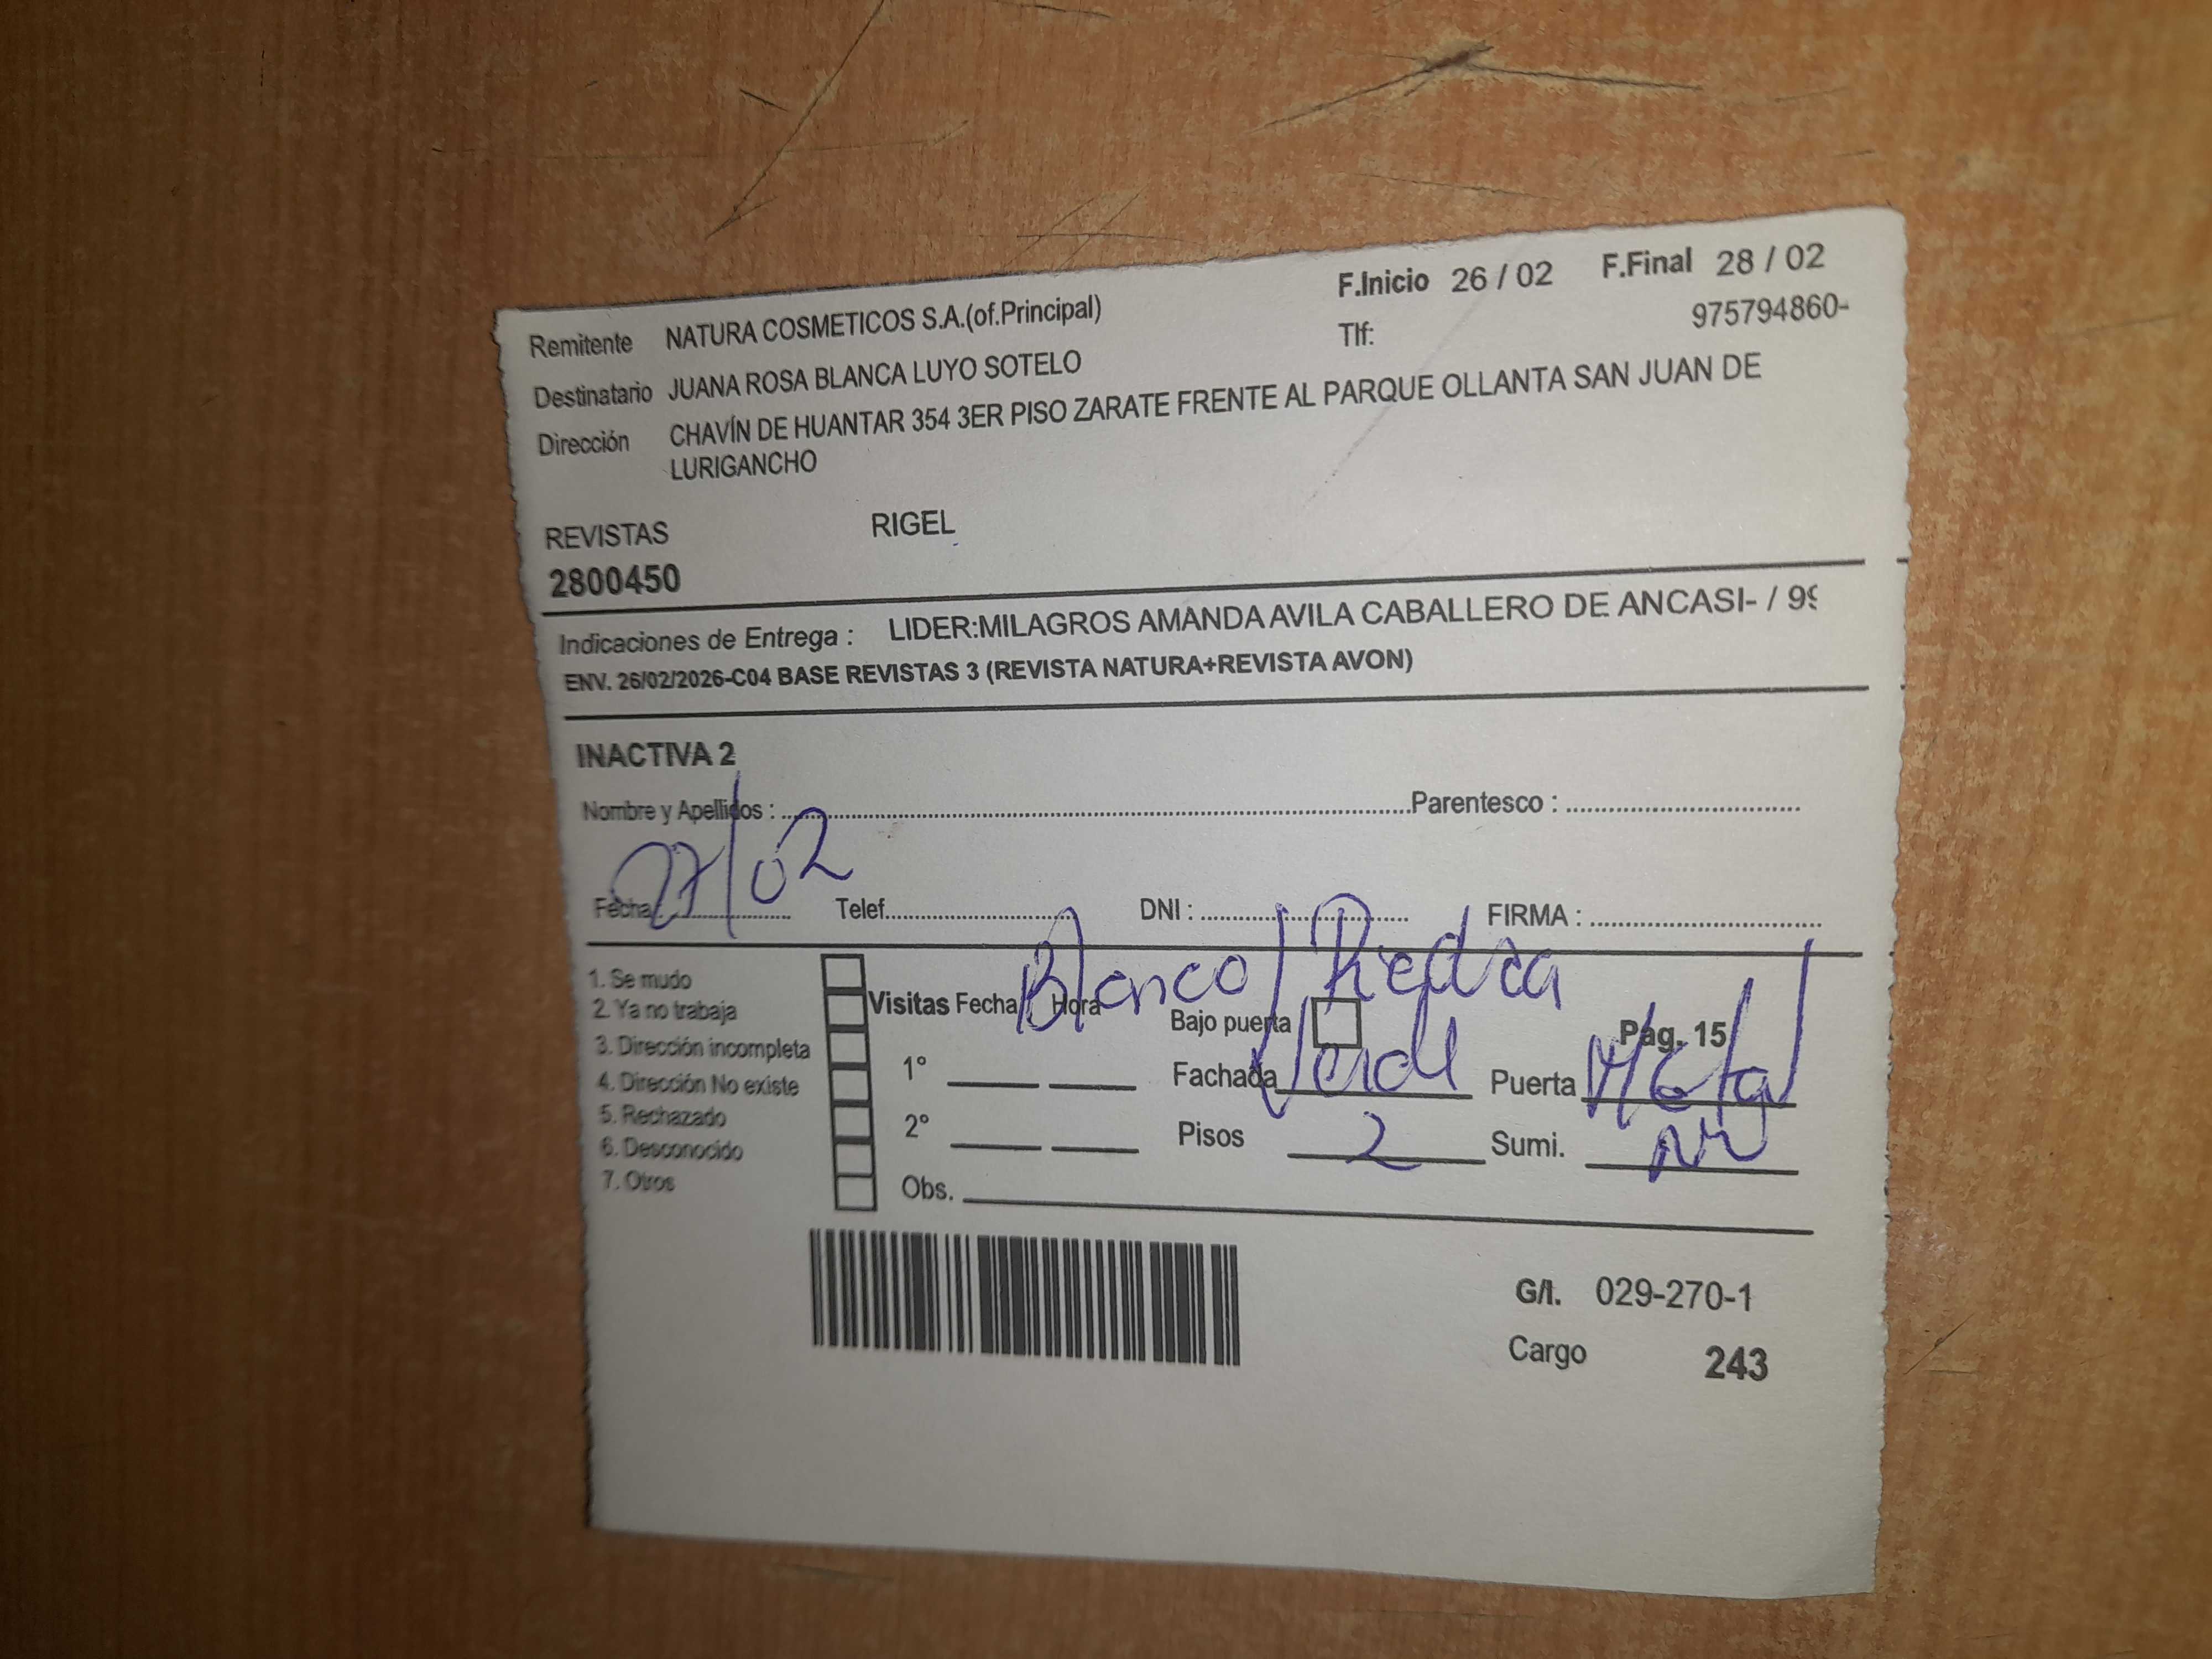 F.Inicio 26 / 02 F.Final 28 / 02
Remitente NATURA COSMETICOS S.A.(of.Principal) Tlf: 975794860-
Destinatario JUANA ROSA BLANCA LUYO SOTELO
Dirección CHAVÍN DE HUANTAR 354 3ER PISO ZARATE FRENTE AL PARQUE OLLANTA SAN JUAN DE
LURIGANCHO
REVISTAS RIGEL
2800450
Indicaciones de Entrega : LIDER:MILAGROS AMANDA AVILA CABALLERO DE ANCASI- / 99
ENV. 26/02/2026-C04 BASE REVISTAS 3 (REVISTA NATURA+REVISTA AVON)
INACTIVA 2
Nombre y Apellidos : Parentesco :
27/02
Fecha: Telef. DNI : FIRMA :
Blanco/Piedra
1. Se mudo
2. Ya no trabaja
3. Dirección incompleta
4. Dirección No existe
5. Rechazado
6. Desconocido
7. Otros
Visitas Fecha / Hora Bajo puerta Pág. 15
1° Fachada Verde Puerta Metal
2° Pisos 2 Sumi.
Obs.
G/I. 029-270-1
Cargo 243